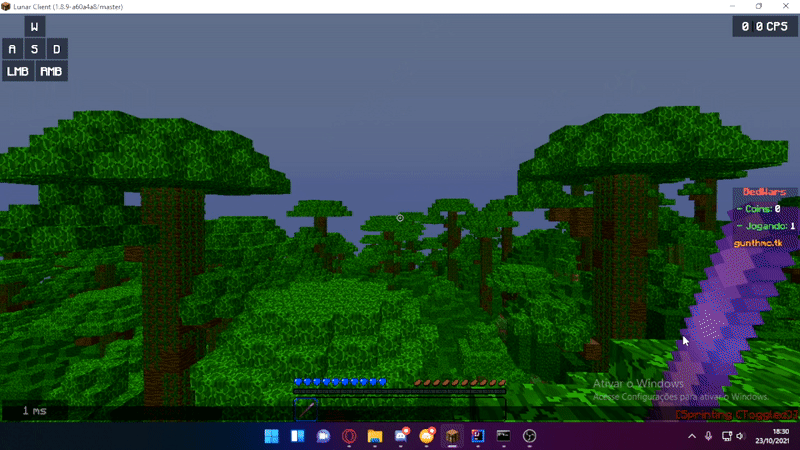 Lunar Client (1.8.9-a60a4a8/master)
W
A S D
LMB RMB
0 | 0 CPS
BedWars
- Coins: 0
- Jogando: 1
gunthmc.tk
Ativar o Windows
Acesse Configurações para ativar o Windows.
[Sprinting (Toggled)]
1 ms
18:30
23/10/2021